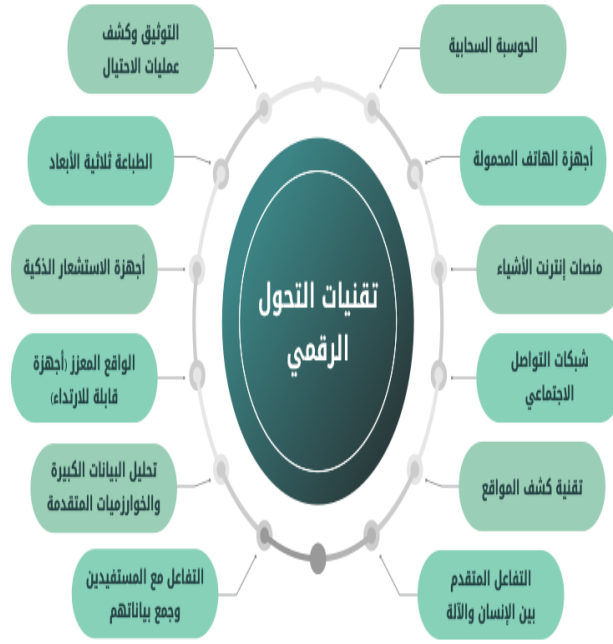 تقنيات التحول
الرقمي
الحوسبة السحابية
أجهزة الهاتف المحمولة
منصات إنترنت الأشياء
شبكات التواصل
الاجتماعي
تقنية كشف المواقع
التفاعل المتقدم
بين الإنسان والآلة
التوثيق وكشف
عمليات الاحتيال
الطباعة ثلاثية الأبعاد
أجهزة الاستشعار الذكية
الواقع المعزز (أجهزة
قابلة للارتداء)
تحليل البيانات الكبيرة
والخوارزميات المتقدمة
التفاعل مع المستفيدين
وجمع بياناتهم